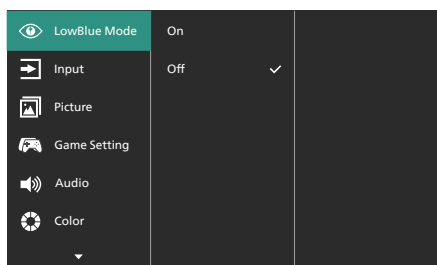 LowBlue Mode
On
Input
Off
Picture
Game Setting
Audio
Color